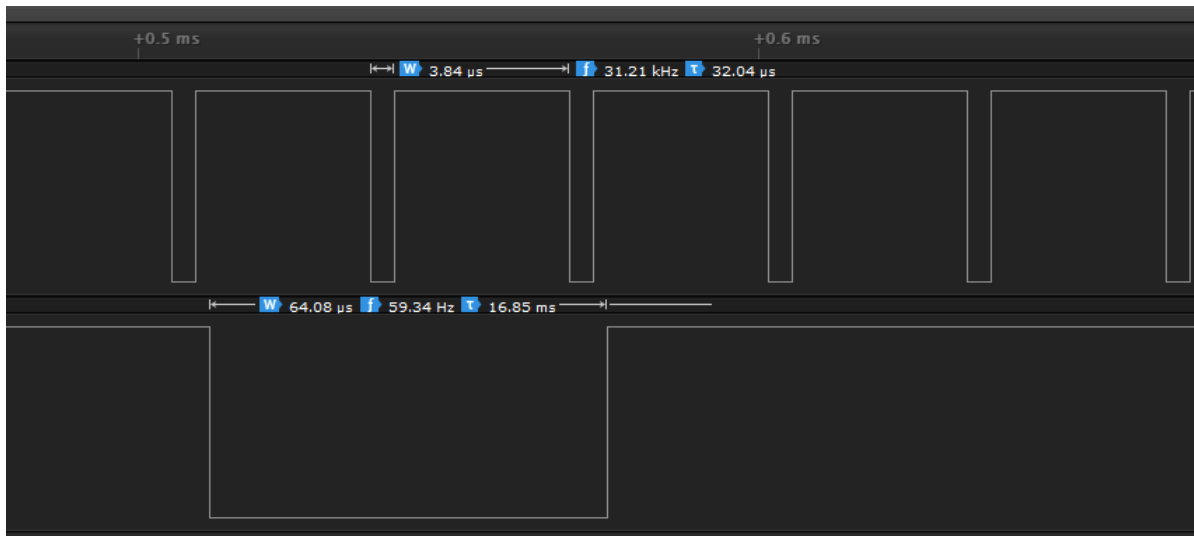 +0.5 ms +0.6 ms
W 3.84 µs f 31.21 kHz τ 32.04 µs
W 64.08 µs f 59.34 Hz τ 16.85 ms